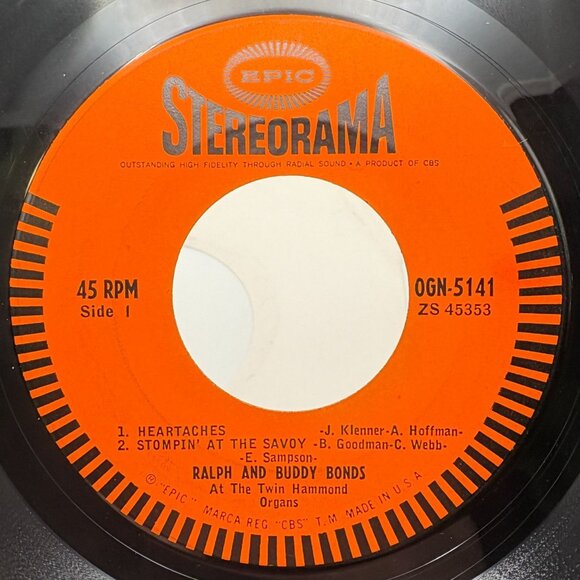 EPIC
STEREORAMA
OUTSTANDING HIGH FIDELITY THROUGH RADIAL SOUND • A PRODUCT OF CBS
45 RPM
Side 1
OGN-5141
ZS 45353
1. HEARTACHES -J. Klenner-A. Hoffman-
2. STOMPIN' AT THE SAVOY -B. Goodman-C. Webb-
-E. Sampson-
RALPH AND BUDDY BONDS
At The Twin Hammond
Organs
® "EPIC" MARCA REG "CBS" T.M. MADE IN U.S.A.